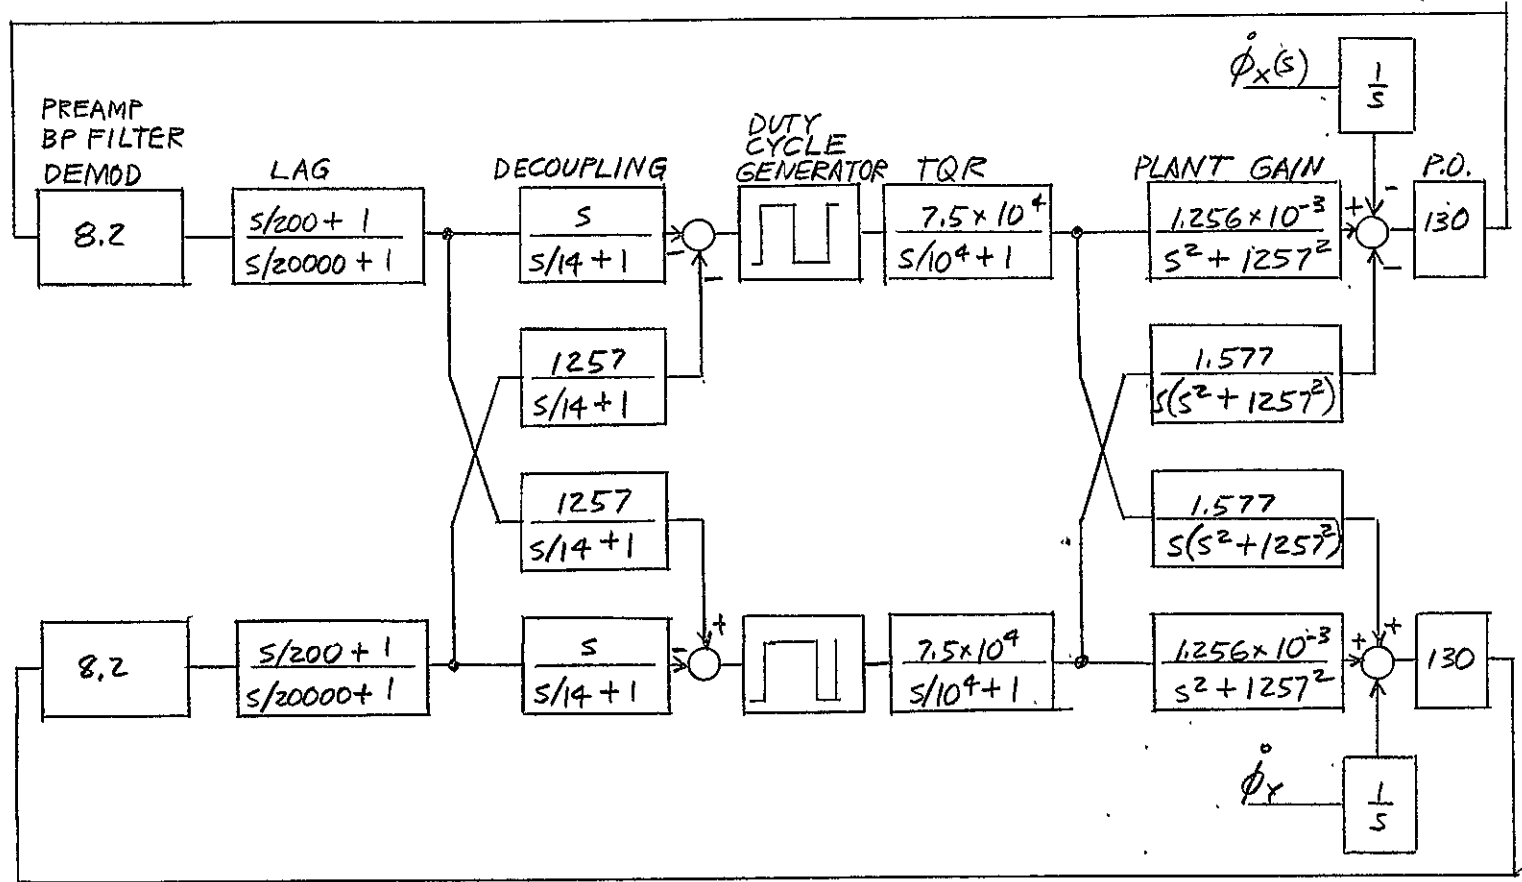 φ̇x(s)
1/s
PREAMP
BP FILTER
DEMOD
LAG
DECOUPLING
DUTY
CYCLE
GENERATOR
TQR
PLANT GAIN
P.O.
8.2
s/200 + 1
s/20000 + 1
s
s/14 + 1
-
-
7.5 × 10⁴
s/10⁴ + 1
1.256 × 10⁻³
s² + 1257²
+
-
-
130
1257
s/14 + 1
1.577
s(s² + 1257²)
1257
s/14 + 1
1.577
s(s² + 1257²)
8.2
s/200 + 1
s/20000 + 1
s
s/14 + 1
-
+
7.5 × 10⁴
s/10⁴ + 1
1.256 × 10⁻³
s² + 1257²
+
+
130
φ̇Y
1/s